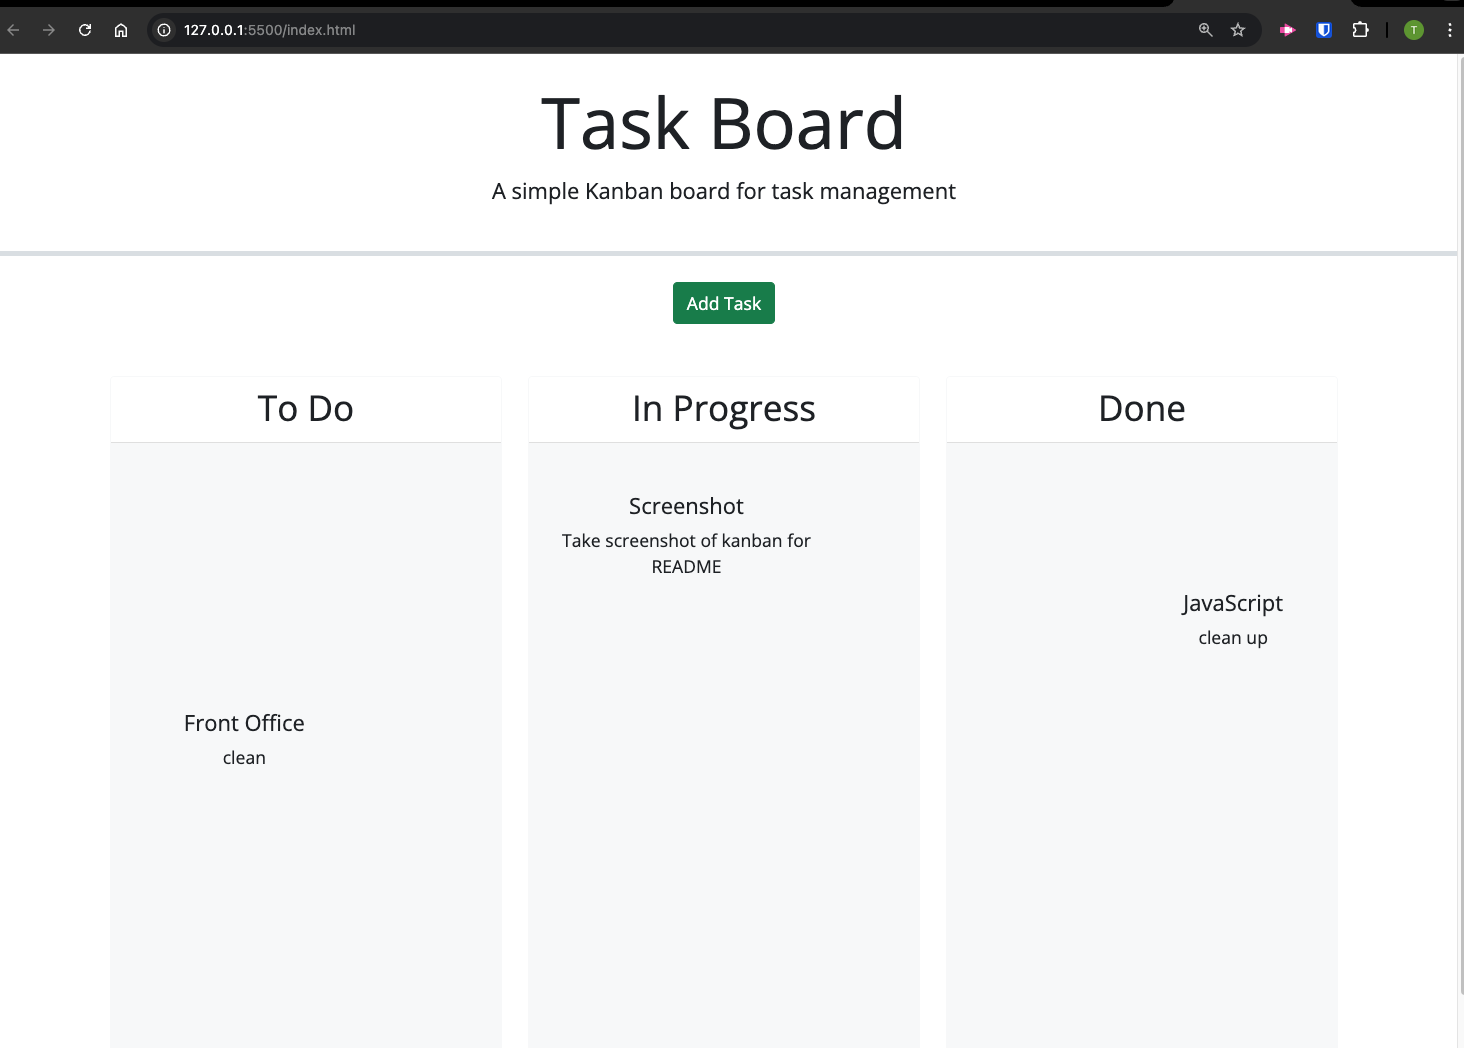 127.0.0.1:5500/index.html
T
Task Board
A simple Kanban board for task management
Add Task
To Do
In Progress
Done
Screenshot
Take screenshot of kanban for
README
JavaScript
clean up
Front Office
clean